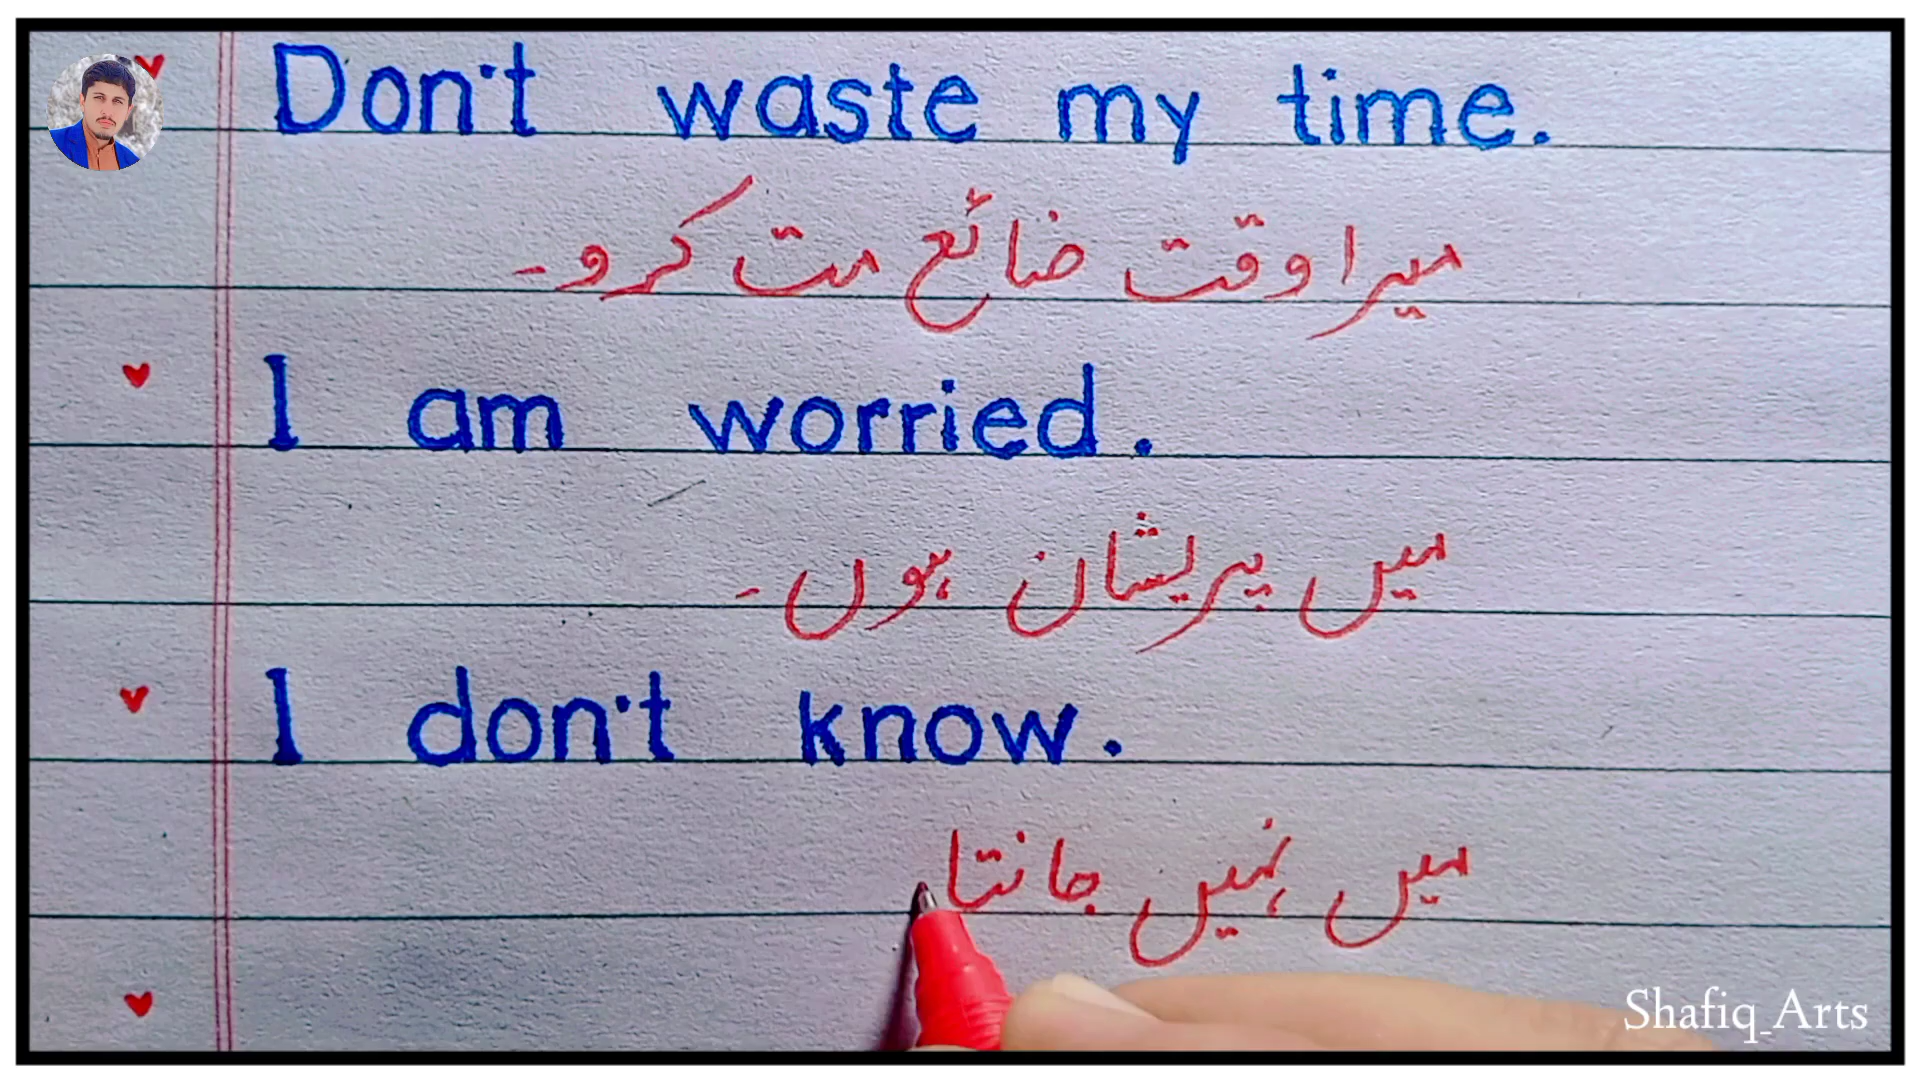 Don't waste my time.
میرا وقت ضائع مت کرو۔
I am worried.
میں پریشان ہوں۔
I don't know.
میں نہیں جانتا
Shafiq_Arts